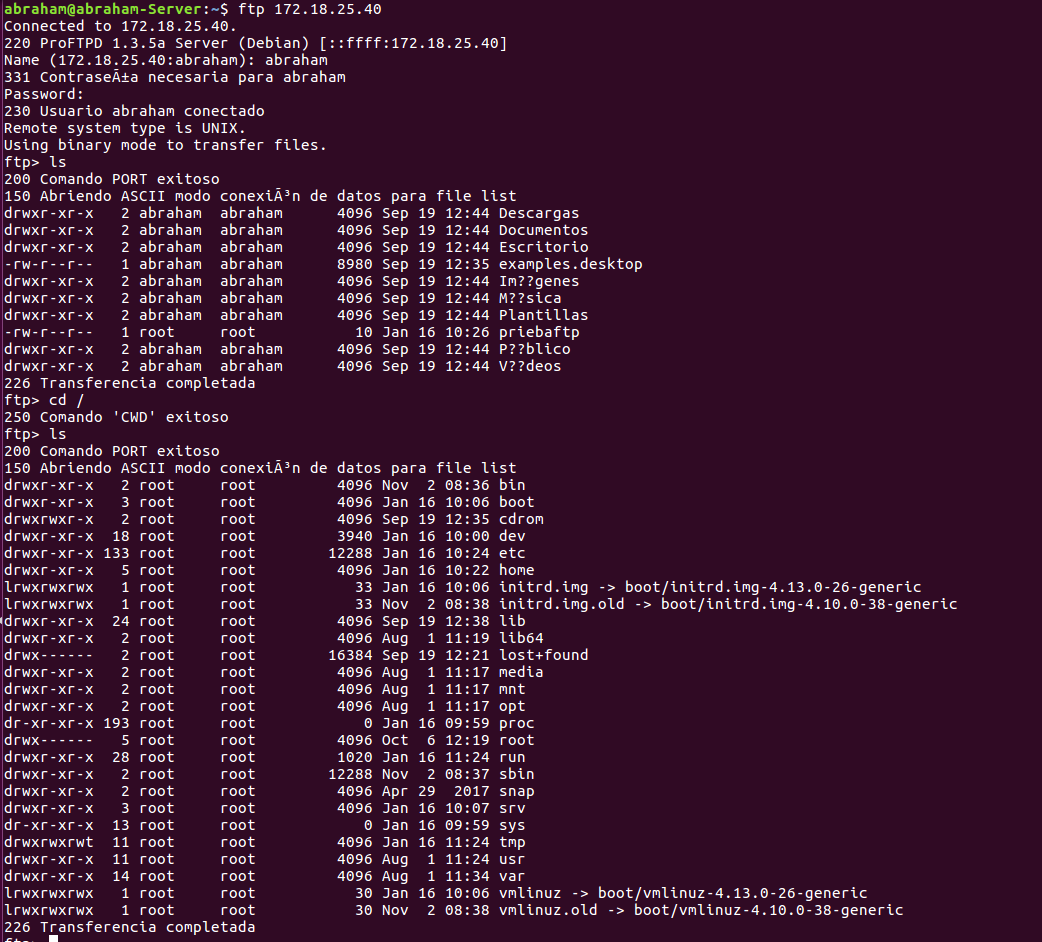 abraham@abraham-Server:~$ ftp 172.18.25.40
Connected to 172.18.25.40.
220 ProFTPD 1.3.5a Server (Debian) [::ffff:172.18.25.40]
Name (172.18.25.40:abraham): abraham
331 ContraseÃ±a necesaria para abraham
Password:
230 Usuario abraham conectado
Remote system type is UNIX.
Using binary mode to transfer files.
ftp> ls
200 Comando PORT exitoso
150 Abriendo ASCII modo conexiÃ³n de datos para file list
drwxr-xr-x   2 abraham  abraham      4096 Sep 19 12:44 Descargas
drwxr-xr-x   2 abraham  abraham      4096 Sep 19 12:44 Documentos
drwxr-xr-x   2 abraham  abraham      4096 Sep 19 12:44 Escritorio
-rw-r--r--   1 abraham  abraham      8980 Sep 19 12:35 examples.desktop
drwxr-xr-x   2 abraham  abraham      4096 Sep 19 12:44 Im??genes
drwxr-xr-x   2 abraham  abraham      4096 Sep 19 12:44 M??sica
drwxr-xr-x   2 abraham  abraham      4096 Sep 19 12:44 Plantillas
-rw-r--r--   1 root     root           10 Jan 16 10:26 priebaftp
drwxr-xr-x   2 abraham  abraham      4096 Sep 19 12:44 P??blico
drwxr-xr-x   2 abraham  abraham      4096 Sep 19 12:44 V??deos
226 Transferencia completada
ftp> cd /
250 Comando 'CWD' exitoso
ftp> ls
200 Comando PORT exitoso
150 Abriendo ASCII modo conexiÃ³n de datos para file list
drwxr-xr-x   2 root     root         4096 Nov  2 08:36 bin
drwxr-xr-x   3 root     root         4096 Jan 16 10:06 boot
drwxrwxr-x   2 root     root         4096 Sep 19 12:35 cdrom
drwxr-xr-x  18 root     root         3940 Jan 16 10:00 dev
drwxr-xr-x 133 root     root        12288 Jan 16 10:24 etc
drwxr-xr-x   5 root     root         4096 Jan 16 10:22 home
lrwxrwxrwx   1 root     root           33 Jan 16 10:06 initrd.img -> boot/initrd.img-4.13.0-26-generic
lrwxrwxrwx   1 root     root           33 Nov  2 08:38 initrd.img.old -> boot/initrd.img-4.10.0-38-generic
drwxr-xr-x  24 root     root         4096 Sep 19 12:38 lib
drwxr-xr-x   2 root     root         4096 Aug  1 11:19 lib64
drwx------   2 root     root        16384 Sep 19 12:21 lost+found
drwxr-xr-x   2 root     root         4096 Aug  1 11:17 media
drwxr-xr-x   2 root     root         4096 Aug  1 11:17 mnt
drwxr-xr-x   2 root     root         4096 Aug  1 11:17 opt
dr-xr-xr-x 193 root     root            0 Jan 16 09:59 proc
drwx------   5 root     root         4096 Oct  6 12:19 root
drwxr-xr-x  28 root     root         1020 Jan 16 11:24 run
drwxr-xr-x   2 root     root        12288 Nov  2 08:37 sbin
drwxr-xr-x   2 root     root         4096 Apr 29  2017 snap
drwxr-xr-x   3 root     root         4096 Jan 16 10:07 srv
dr-xr-xr-x  13 root     root            0 Jan 16 09:59 sys
drwxrwxrwt  11 root     root         4096 Jan 16 11:24 tmp
drwxr-xr-x  11 root     root         4096 Aug  1 11:24 usr
drwxr-xr-x  14 root     root         4096 Aug  1 11:34 var
lrwxrwxrwx   1 root     root           30 Jan 16 10:06 vmlinuz -> boot/vmlinuz-4.13.0-26-generic
lrwxrwxrwx   1 root     root           30 Nov  2 08:38 vmlinuz.old -> boot/vmlinuz-4.10.0-38-generic
226 Transferencia completada
ftp>